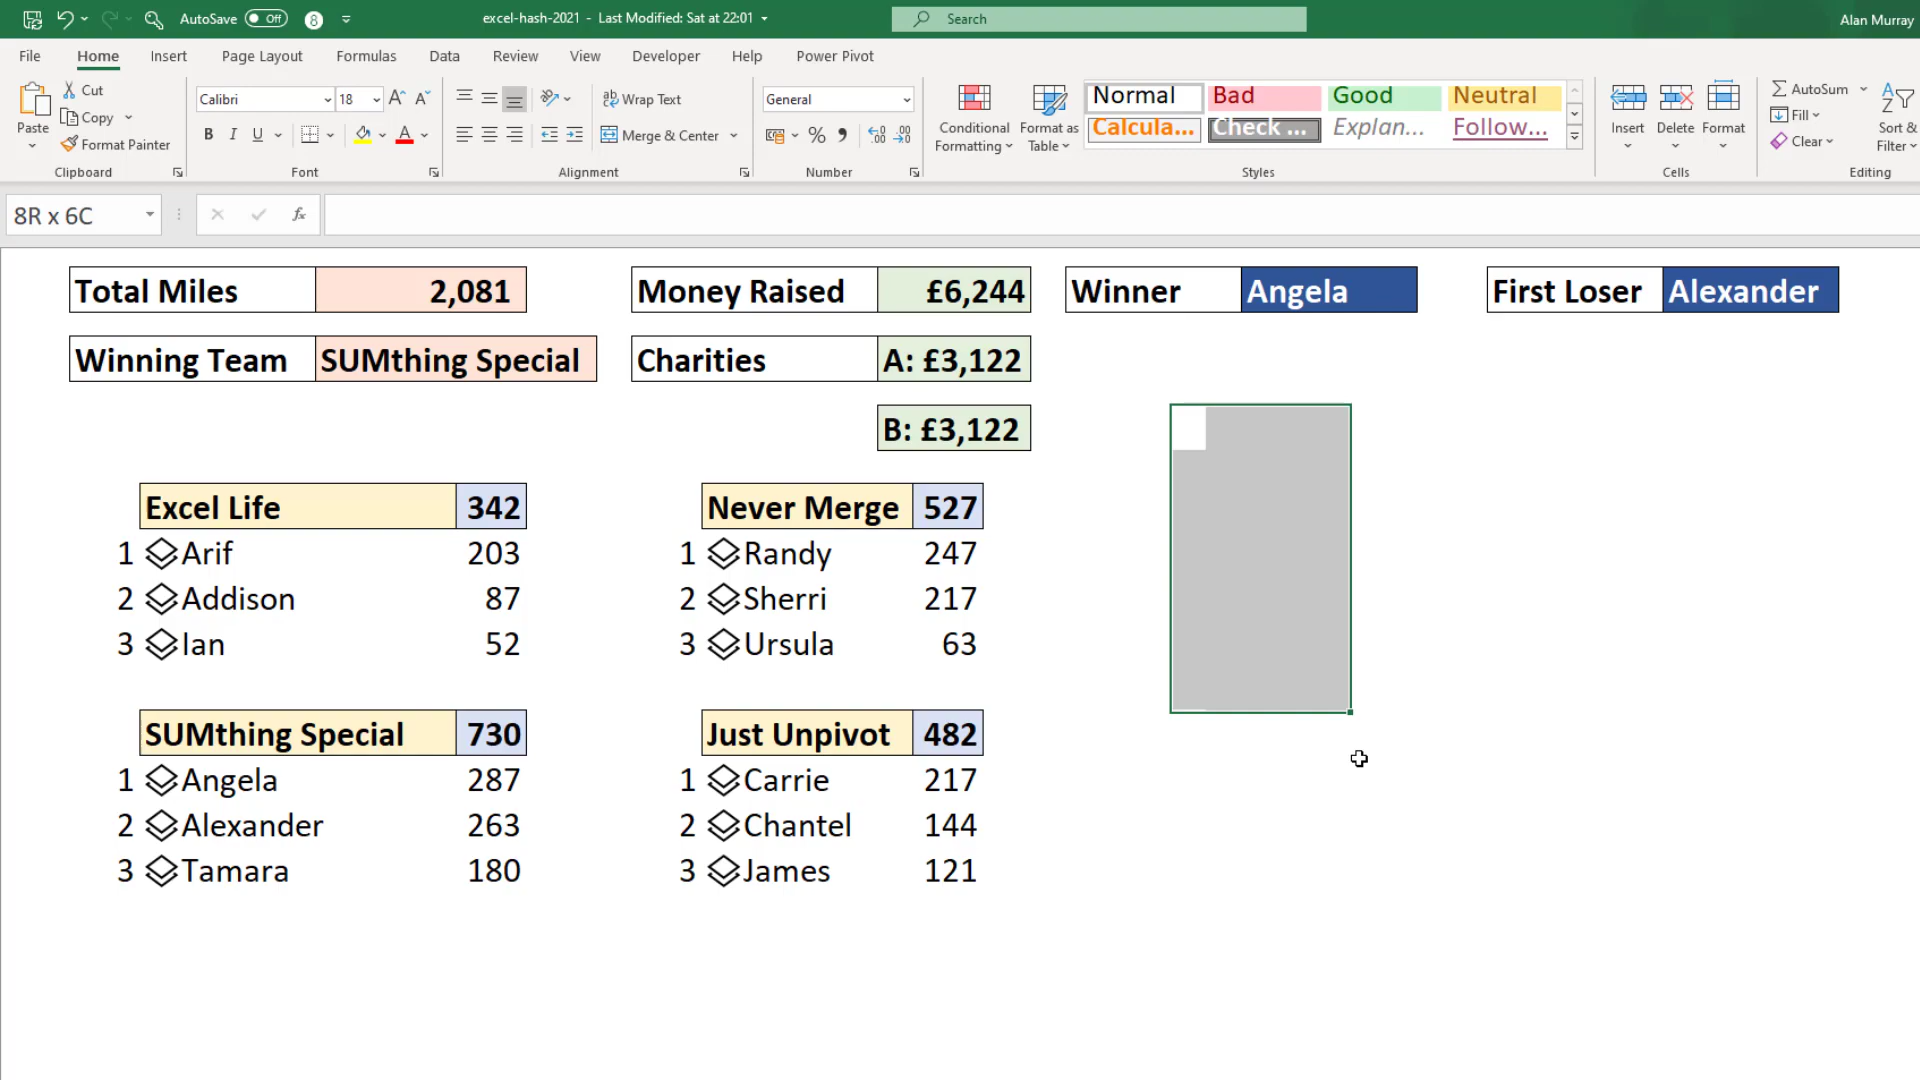 AutoSave Off 8 excel-hash-2021 - Last Modified: Sat at 22:01 Search Alan Murray
File Home Insert Page Layout Formulas Data Review View Developer Help Power Pivot
Paste Cut Copy Format Painter
Clipboard
Calibri 18
B I U A
Font
Wrap Text
Merge & Center
Alignment
General
%
Number
Conditional Formatting
Format as Table
Normal Bad Good Neutral
Calcula... Check ... Explan... Follow...
Styles
Insert Delete Format
Cells
AutoSum
Fill
Clear
Sort & Filter
Editing
8R x 6C fx
Total Miles 2,081 Money Raised £6,244 Winner Angela First Loser Alexander
Winning Team SUMthing Special Charities A: £3,122
B: £3,122
Excel Life 342 Never Merge 527
1 Arif 203 1 Randy 247
2 Addison 87 2 Sherri 217
3 Ian 52 3 Ursula 63
SUMthing Special 730 Just Unpivot 482
1 Angela 287 1 Carrie 217
2 Alexander 263 2 Chantel 144
3 Tamara 180 3 James 121